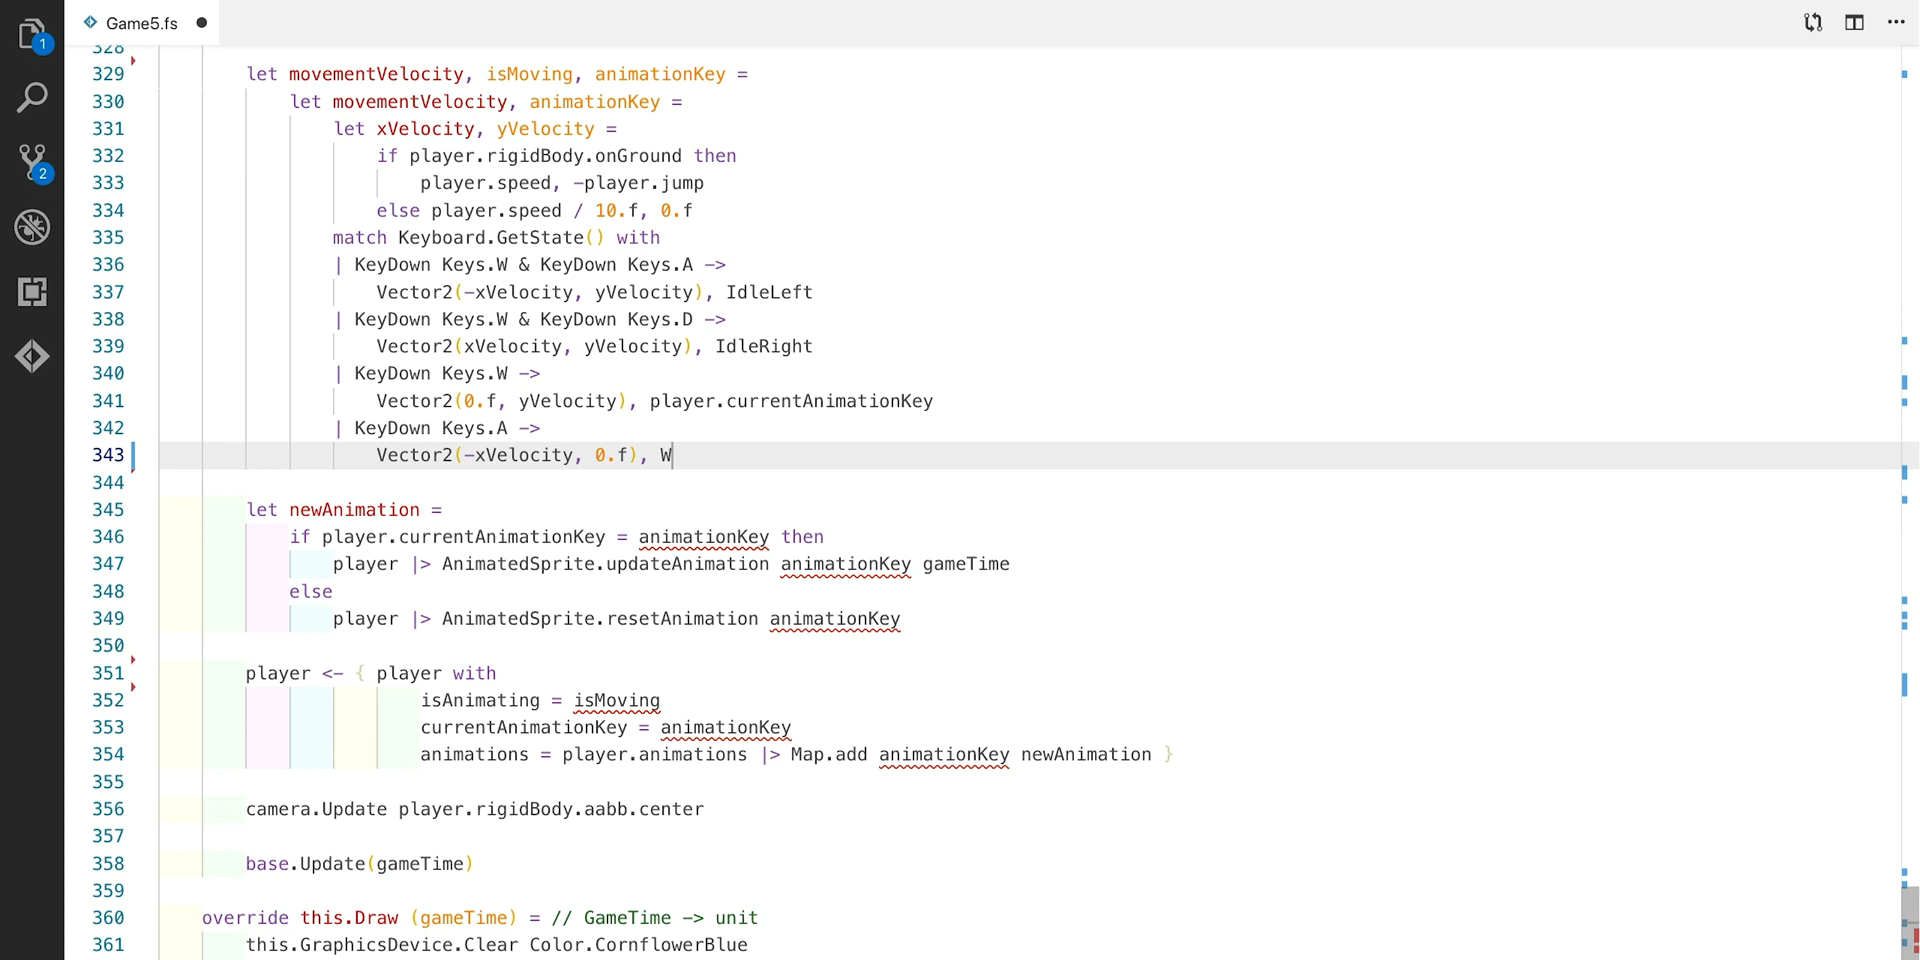 Game5.fs
1
2
328
329 let movementVelocity, isMoving, animationKey =
330 let movementVelocity, animationKey =
331 let xVelocity, yVelocity =
332 if player.rigidBody.onGround then
333 player.speed, -player.jump
334 else player.speed / 10.f, 0.f
335 match Keyboard.GetState() with
336 | KeyDown Keys.W & KeyDown Keys.A ->
337 Vector2(-xVelocity, yVelocity), IdleLeft
338 | KeyDown Keys.W & KeyDown Keys.D ->
339 Vector2(xVelocity, yVelocity), IdleRight
340 | KeyDown Keys.W ->
341 Vector2(0.f, yVelocity), player.currentAnimationKey
342 | KeyDown Keys.A ->
343 Vector2(-xVelocity, 0.f), W
344
345 let newAnimation =
346 if player.currentAnimationKey = animationKey then
347 player |> AnimatedSprite.updateAnimation animationKey gameTime
348 else
349 player |> AnimatedSprite.resetAnimation animationKey
350
351 player <- { player with
352 isAnimating = isMoving
353 currentAnimationKey = animationKey
354 animations = player.animations |> Map.add animationKey newAnimation }
355
356 camera.Update player.rigidBody.aabb.center
357
358 base.Update(gameTime)
359
360 override this.Draw (gameTime) = // GameTime -> unit
361 this.GraphicsDevice.Clear Color.CornflowerBlue